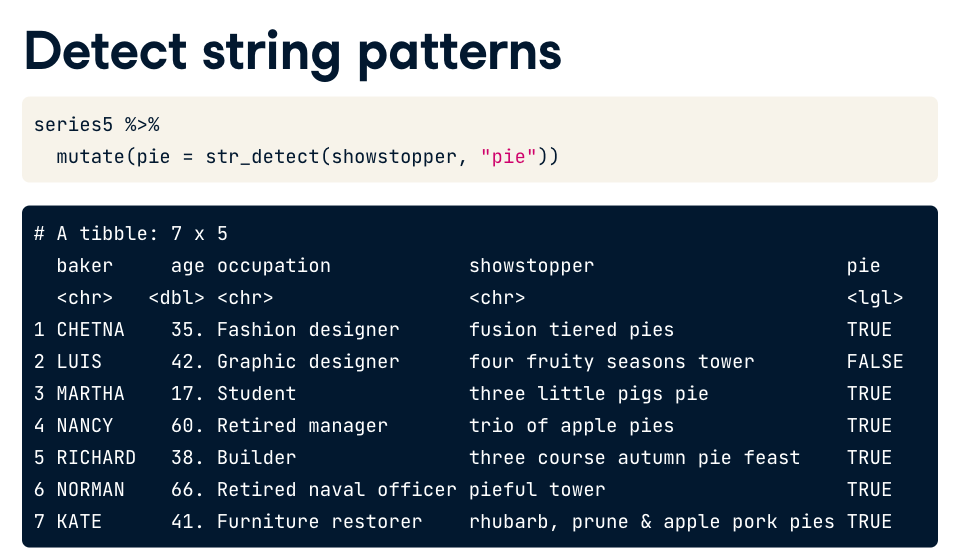 Detect string patterns
series5 %>%
  mutate(pie = str_detect(showstopper, "pie"))
# A tibble: 7 x 5
  baker     age occupation            showstopper                      pie
  <chr>   <dbl> <chr>                 <chr>                            <lgl>
1 CHETNA    35. Fashion designer      fusion tiered pies               TRUE
2 LUIS      42. Graphic designer      four fruity seasons tower        FALSE
3 MARTHA    17. Student               three little pigs pie            TRUE
4 NANCY     60. Retired manager       trio of apple pies               TRUE
5 RICHARD   38. Builder               three course autumn pie feast    TRUE
6 NORMAN    66. Retired naval officer pieful tower                     TRUE
7 KATE      41. Furniture restorer    rhubarb, prune & apple pork pies TRUE